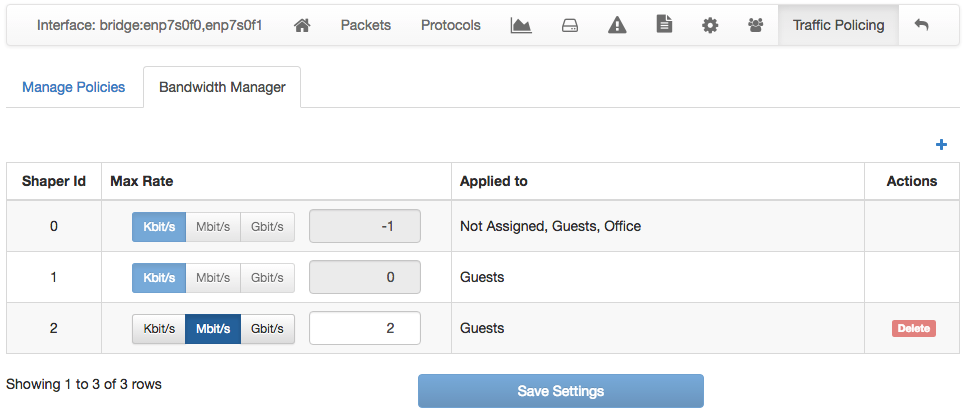 Interface: bridge:enp7s0f0,enp7s0f1 Packets Protocols Traffic Policing
Manage Policies Bandwidth Manager
Shaper Id Max Rate Applied to Actions
0 Kbit/s Mbit/s Gbit/s -1 Not Assigned, Guests, Office
1 Kbit/s Mbit/s Gbit/s 0 Guests
2 Kbit/s Mbit/s Gbit/s 2 Guests Delete
Showing 1 to 3 of 3 rows
Save Settings